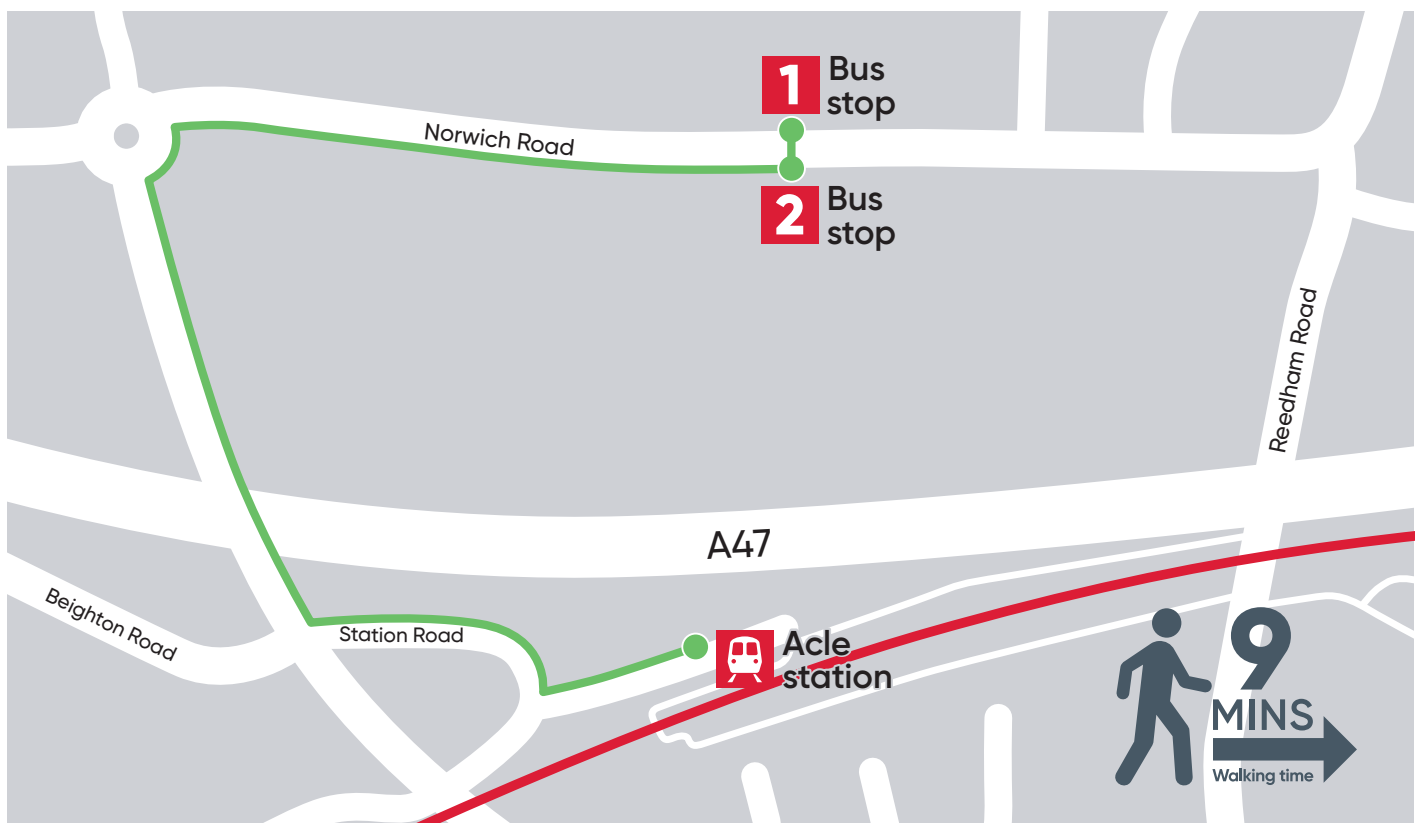 1
Bus
stop
Norwich Road
2
Bus
stop
Reedham Road
A47
Beighton Road
Station Road
Acle
station
9
MINS
Walking time